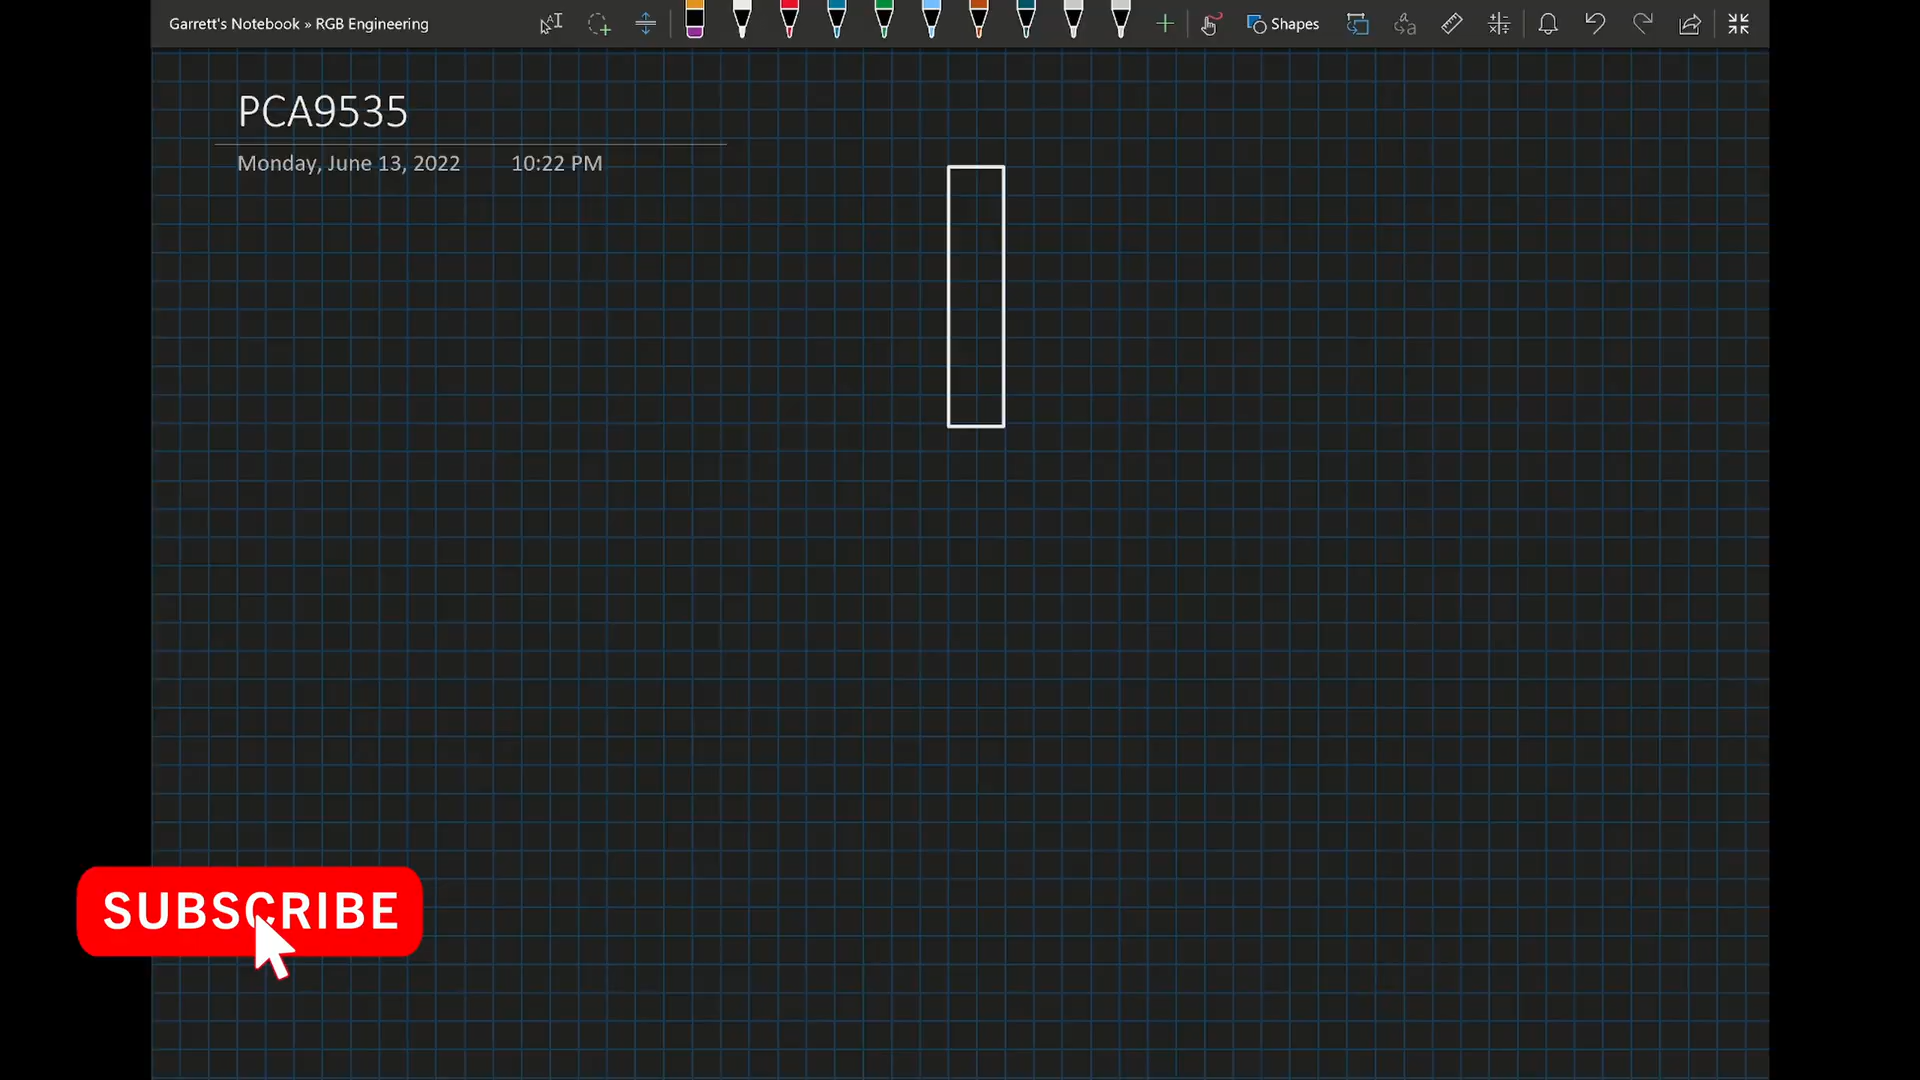 Garrett's Notebook » RGB Engineering
Shapes
PCA9535
Monday, June 13, 2022 10:22 PM
SUBSCRIBE